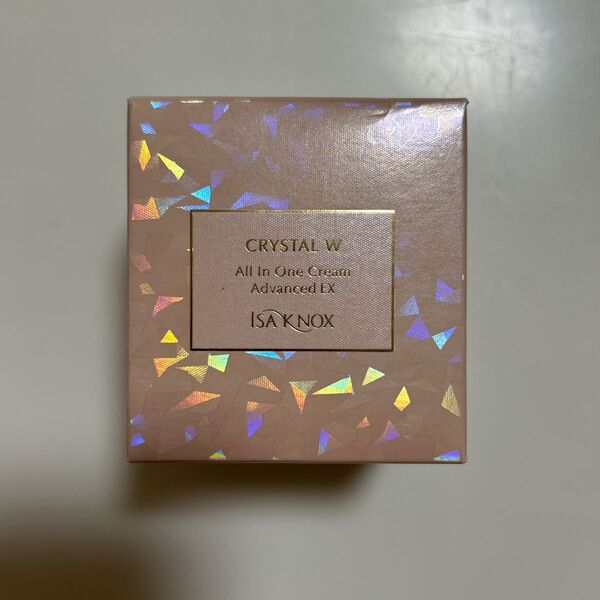 CRYSTAL W
All In One Cream
Advanced EX
ISA KNOX